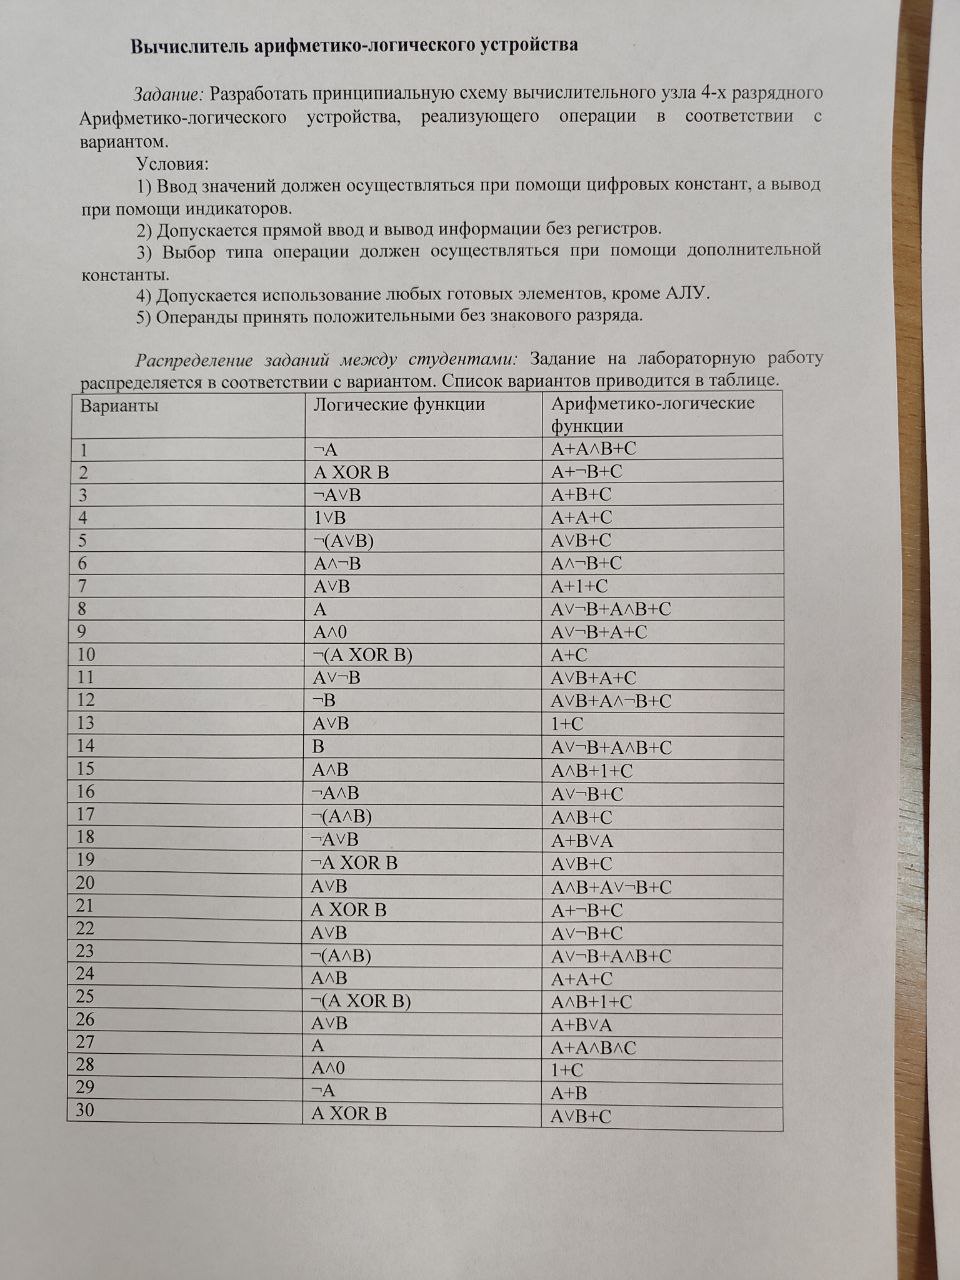 Вычислитель арифметико-логического устройства
Задание: Разработать принципиальную схему вычислительного узла 4-х разрядного
Арифметико-логического устройства, реализующего операции в соответствии с
вариантом.
Условия:
1) Ввод значений должен осуществляться при помощи цифровых констант, а вывод
при помощи индикаторов.
2) Допускается прямой ввод и вывод информации без регистров.
3) Выбор типа операции должен осуществляться при помощи дополнительной
константы.
4) Допускается использование любых готовых элементов, кроме АЛУ.
5) Операнды принять положительными без знакового разряда.
Распределение заданий между студентами: Задание на лабораторную работу
распределяется в соответствии с вариантом. Список вариантов приводится в таблице.
Варианты Логические функции Арифметико-логические
функции
1 ¬A A+A˄B+C
2 A XOR B A+¬B+C
3 ¬A˅B A+B+C
4 1˅B A+A+C
5 ¬(A˅B) A˅B+C
6 A˄¬B A˄¬B+C
7 A˅B A+1+C
8 A A˅¬B+A˄B+C
9 A˄0 A˅¬B+A+C
10 ¬(A XOR B) A+C
11 A˅¬B A˅B+A+C
12 ¬B A˅B+A˄¬B+C
13 A˅B 1+C
14 B A˅¬B+A˄B+C
15 A˄B A˄B+1+C
16 ¬A˄B A˅¬B+C
17 ¬(A˄B) A˄B+C
18 ¬A˅B A+B˅A
19 ¬A XOR B A˅B+C
20 A˅B A˄B+A˅¬B+C
21 A XOR B A+¬B+C
22 A˅B A˅¬B+C
23 ¬(A˄B) A˅¬B+A˄B+C
24 A˄B A+A+C
25 ¬(A XOR B) A˄B+1+C
26 A˅B A+B˅A
27 A A+A˄B˄C
28 A˄0 1+C
29 ¬A A+B
30 A XOR B A˅B+C